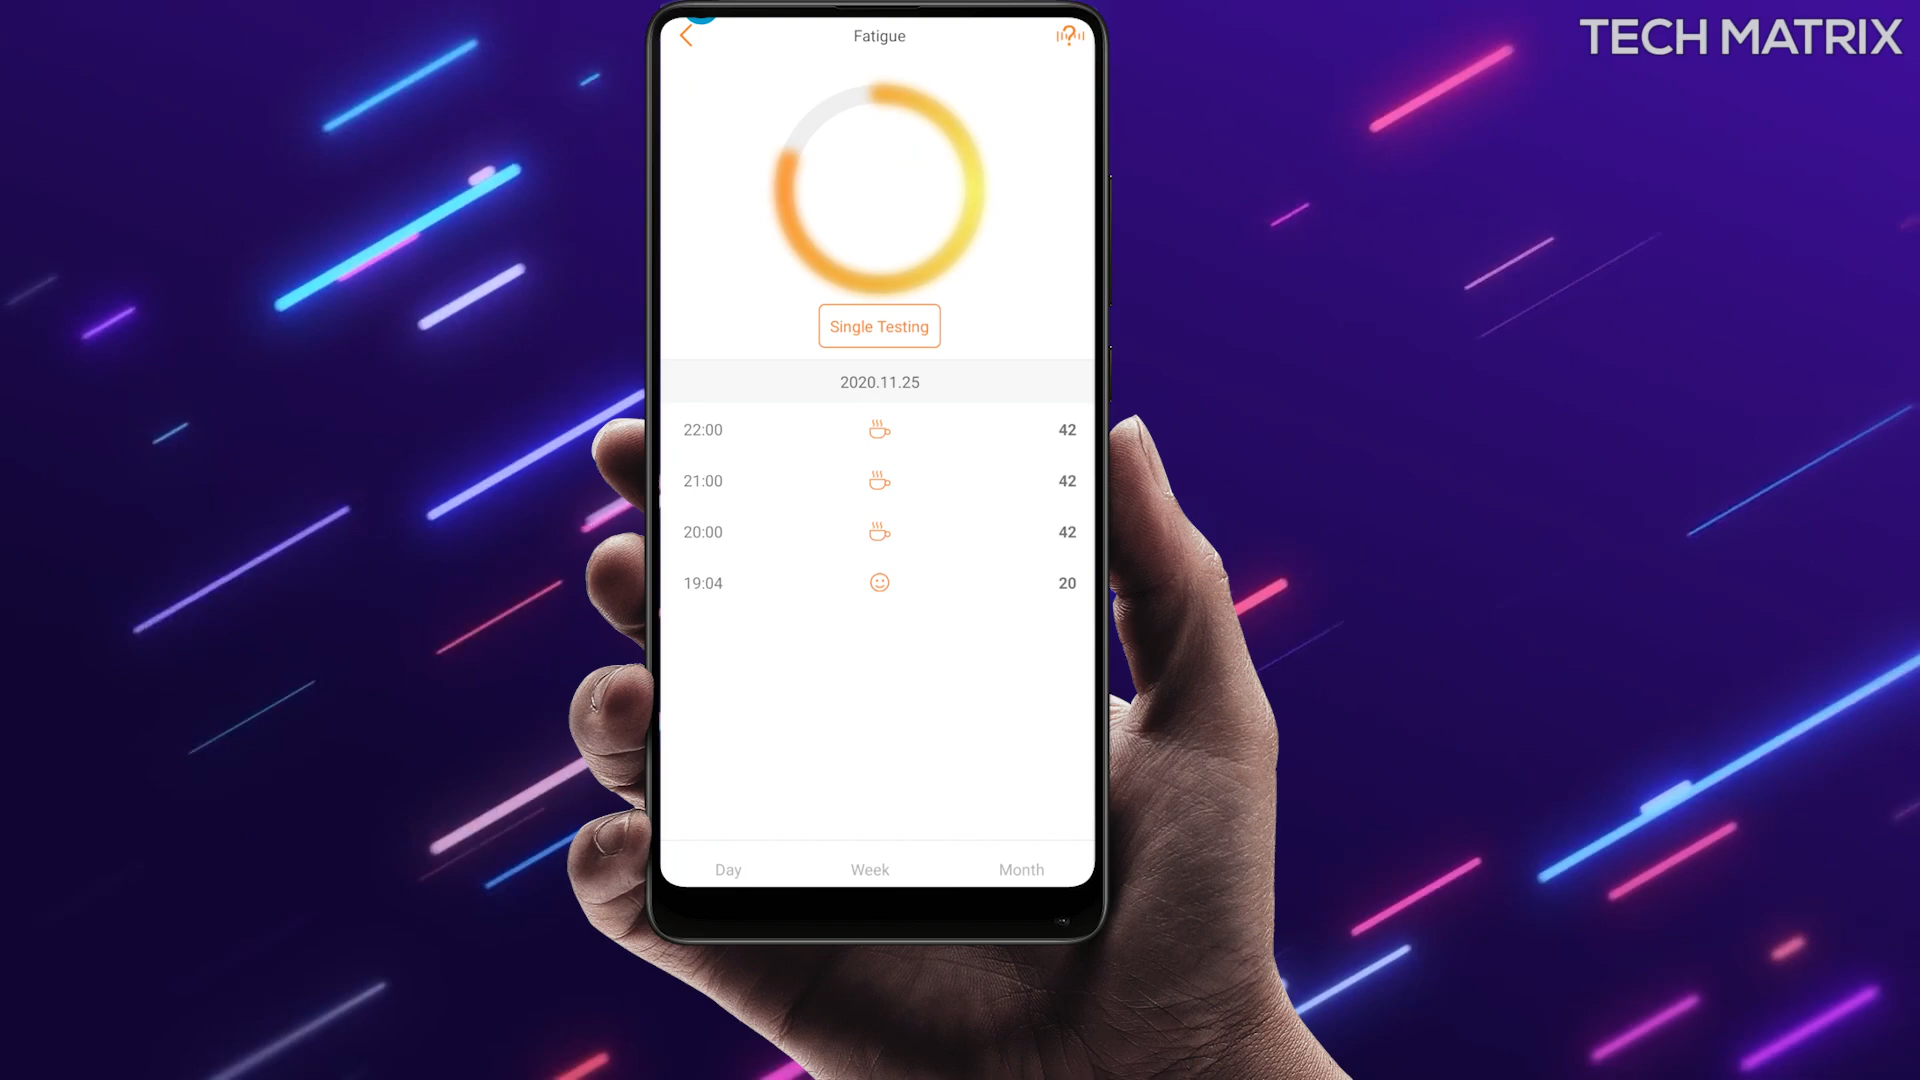 TECH MATRIX
Fatigue
Single Testing
2020.11.25
22:00 42
21:00 42
20:00 42
19:04 20
Day Week Month